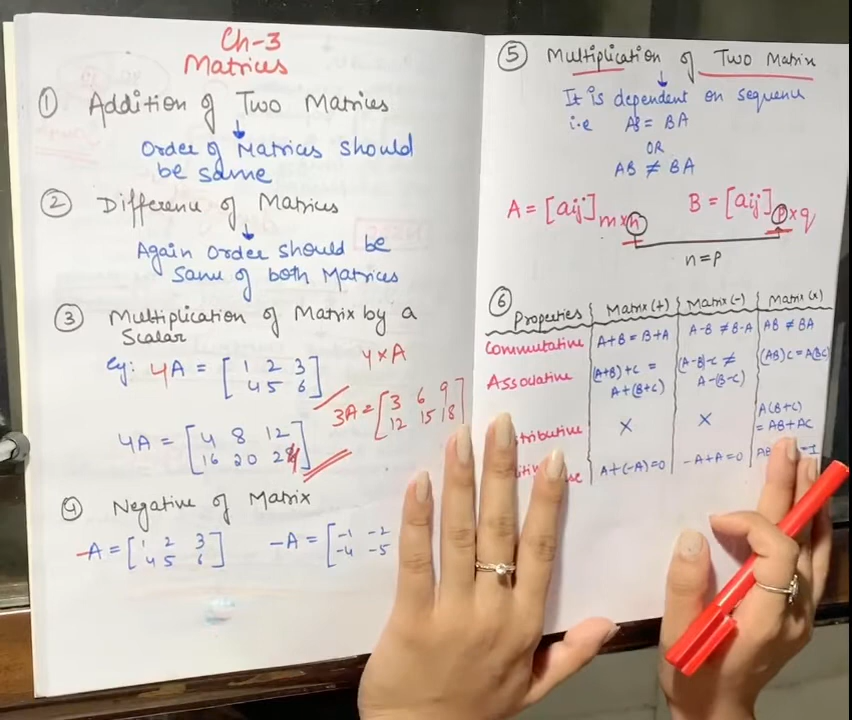 Ch-3
Matrices
① Addition of Two Matrices
↓
Order of Matrices should
be same
② Difference of Matrices
↓
Again order should be
same of both Matrices
③ Multiplication of Matrix by a
Scalar
eg: 4A = [1 2 3
4 5 6]
4×A
3A = [3 6 9
12 15 18]
4A = [4 8 12
16 20 24]
④ Negative of Matrix
-A = [1 2 3
4 5 6]
-A = [-1 -2
-4 -5
⑤ Multiplication of Two Matrix
↓
It is dependent on sequence
i.e AB = BA
OR
AB ≠ BA
A = [aij] m×n B = [aij] p×q
n=p
⑥ Properties Matrix(+) Matrix(-) Matrix(x)
Commutative A+B = B+A A-B ≠ B-A AB ≠ BA
Associative (A+B)+C = A+(B+C) (A-B)-C ≠ A-(B-C) (AB)C = A(BC)
tributive × × A(B+C) = AB+AC
A+(-A)=0 -A+A=0 =I